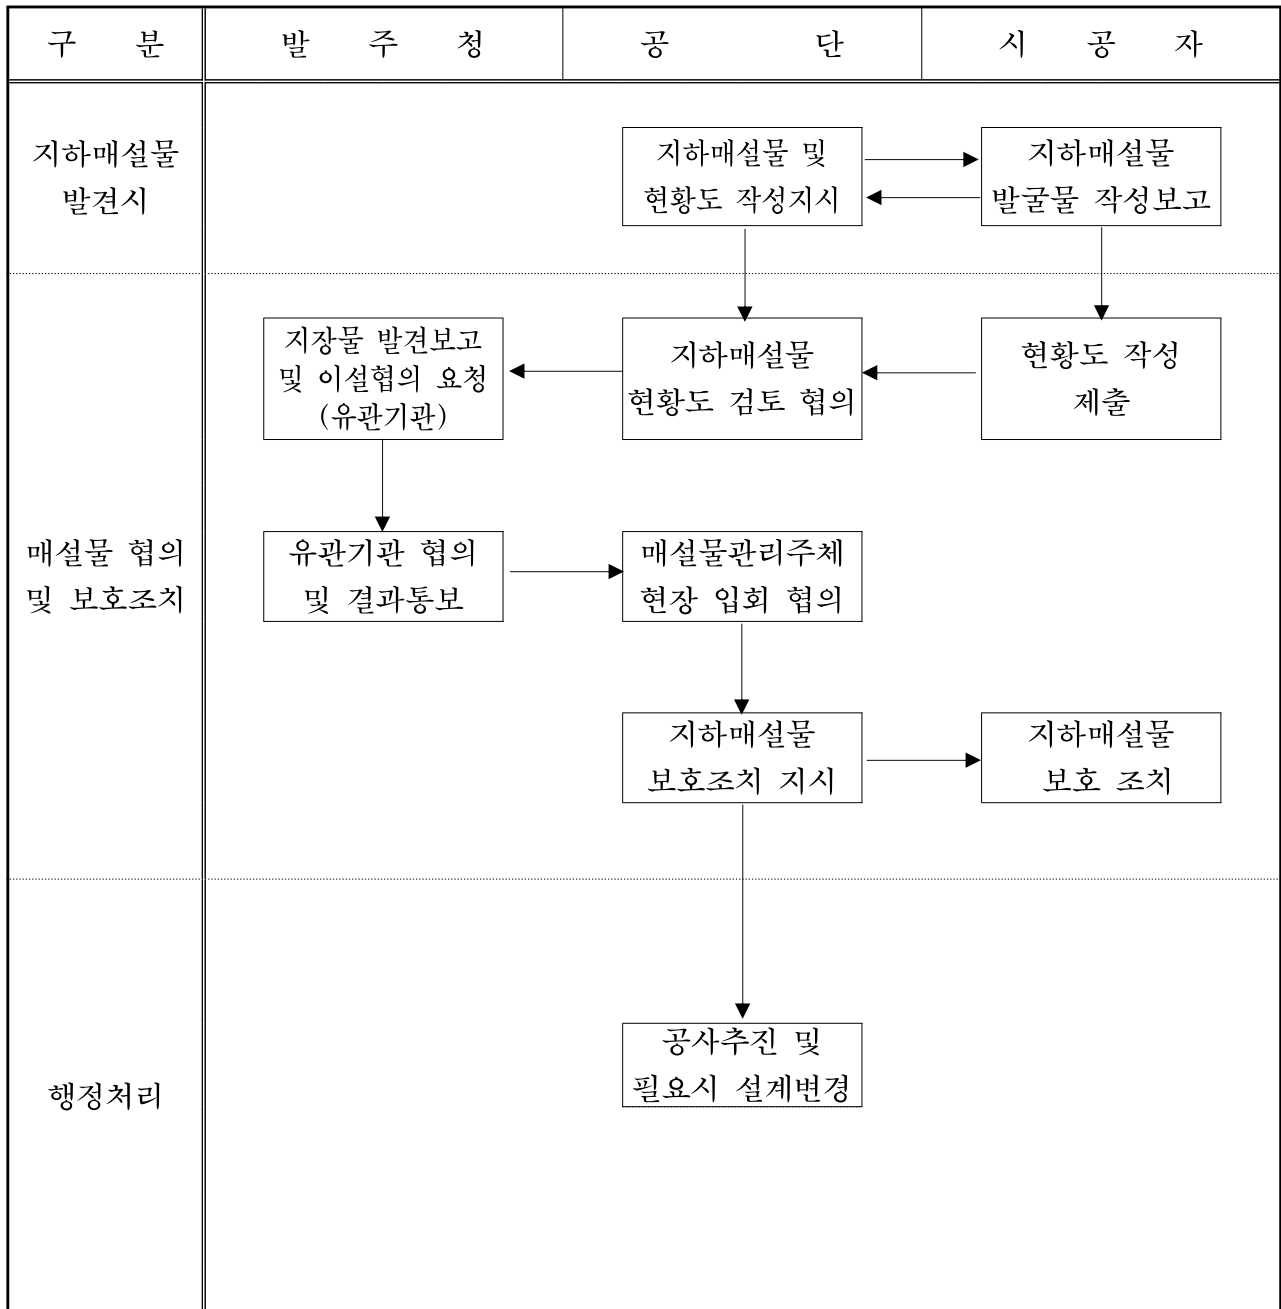 구 분
발 주 청
공 단
시 공 자
지하매설물
발견시
지하매설물 및
현황도 작성지시
지하매설물
발굴물 작성보고
지장물 발견보고
및 이설협의 요청
(유관기관)
지하매설물
현황도 검토 협의
현황도 작성
제출
매설물 협의
및 보호조치
유관기관 협의
및 결과통보
매설물관리주체
현장 입회 협의
지하매설물
보호조치 지시
지하매설물
보호 조치
행정처리
공사추진 및
필요시 설계변경